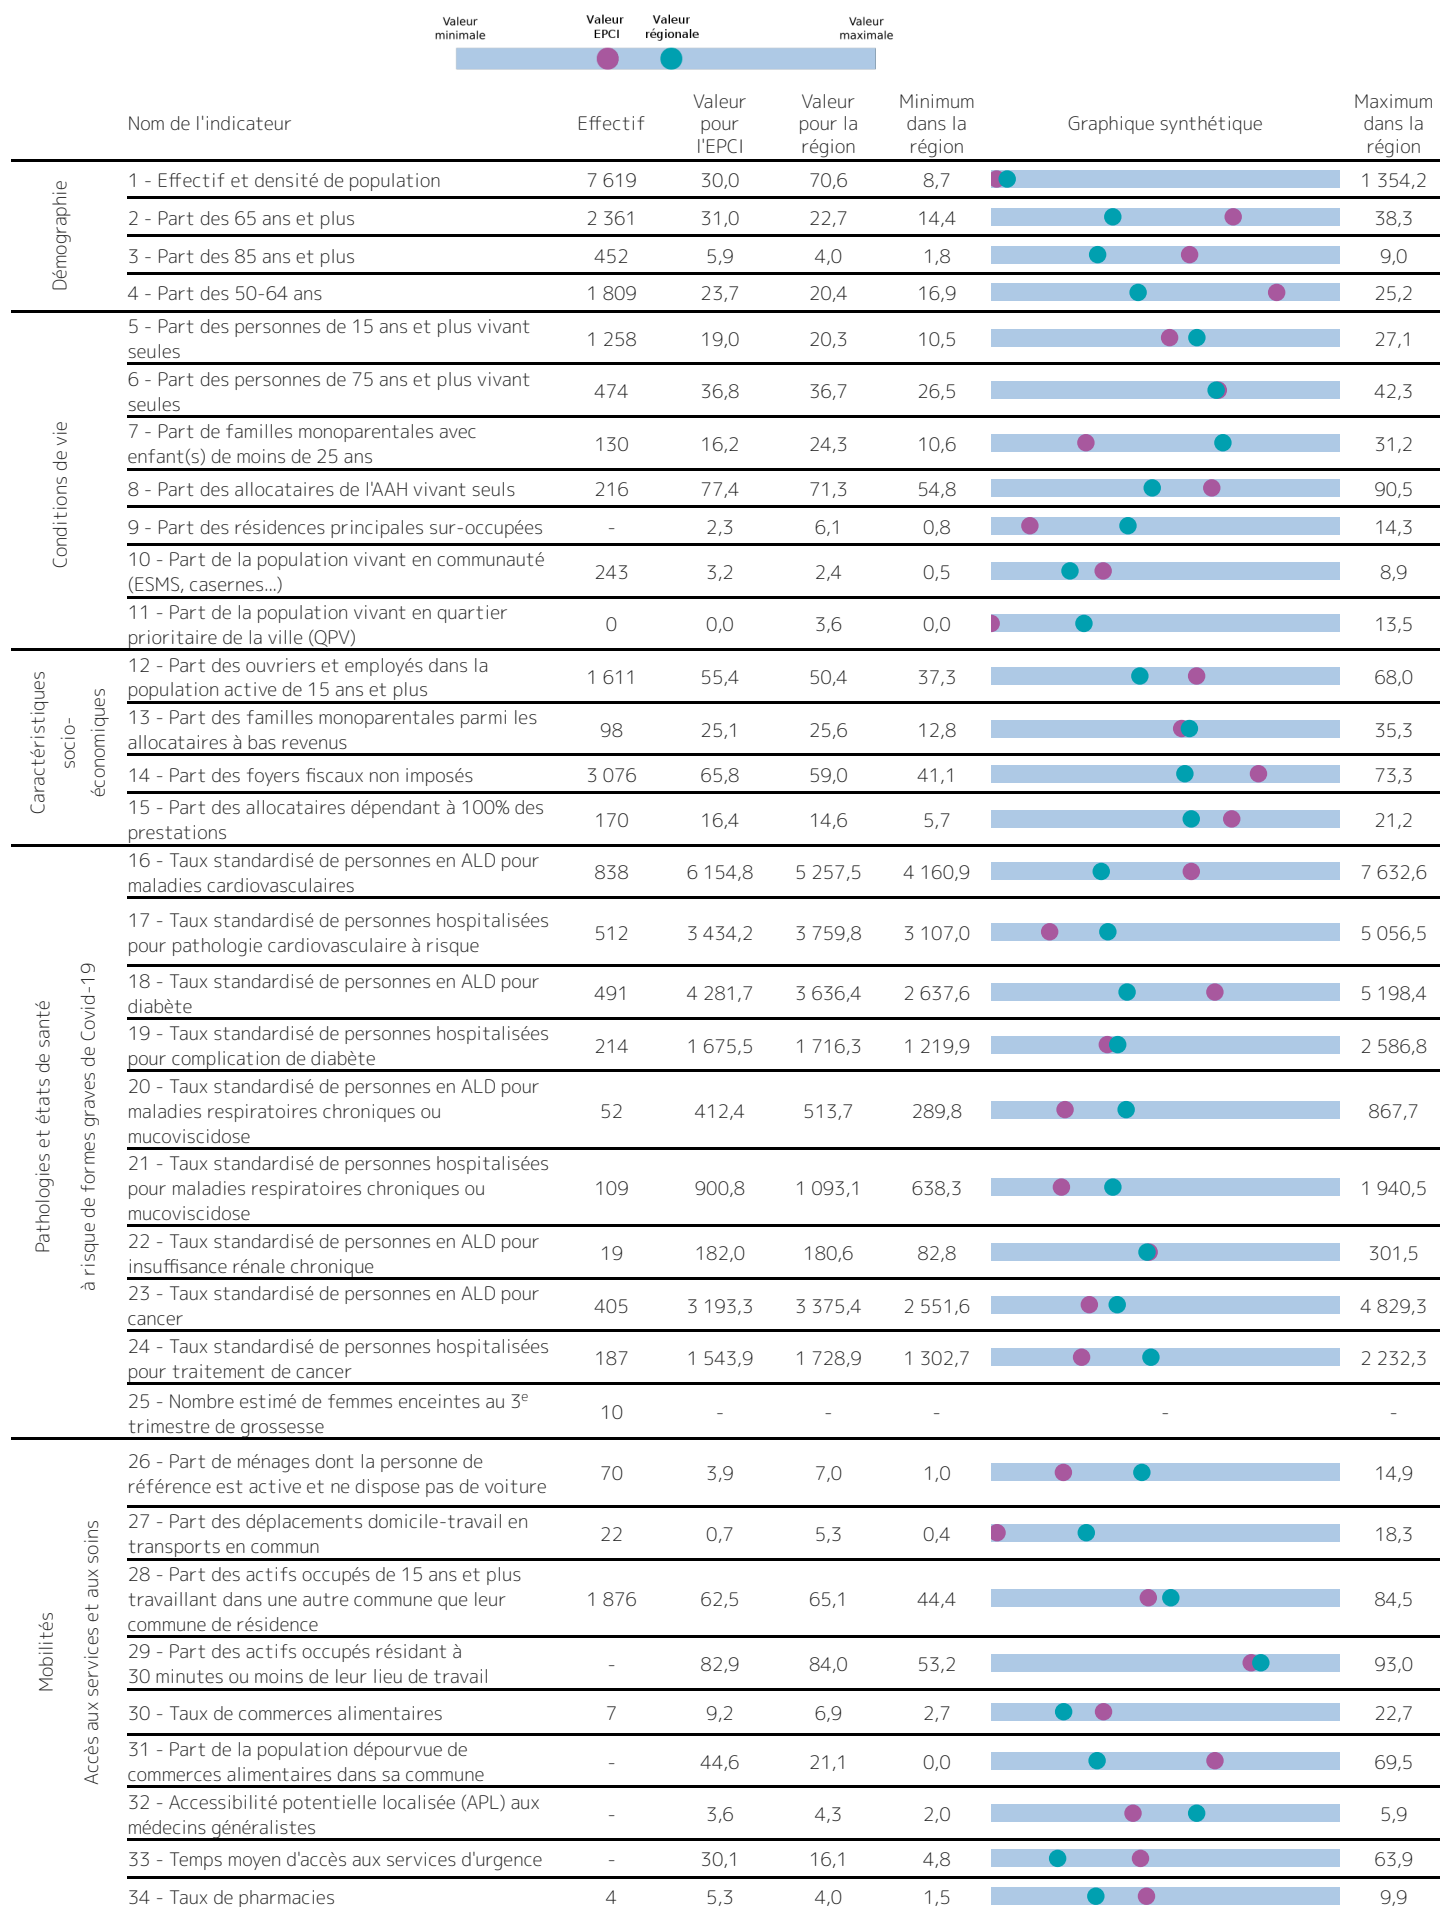 Valeur minimale
Valeur EPCI
Valeur régionale
Valeur maximale
Nom de l'indicateur
Effectif
Valeur pour l'EPCI
Valeur pour la région
Minimum dans la région
Graphique synthétique
Maximum dans la région
Démographie
1 - Effectif et densité de population 7 619 30,0 70,6 8,7 1 354,2
2 - Part des 65 ans et plus 2 361 31,0 22,7 14,4 38,3
3 - Part des 85 ans et plus 452 5,9 4,0 1,8 9,0
4 - Part des 50-64 ans 1 809 23,7 20,4 16,9 25,2
Conditions de vie
5 - Part des personnes de 15 ans et plus vivant
seules 1 258 19,0 20,3 10,5 27,1
6 - Part des personnes de 75 ans et plus vivant
seules 474 36,8 36,7 26,5 42,3
7 - Part de familles monoparentales avec
enfant(s) de moins de 25 ans 130 16,2 24,3 10,6 31,2
8 - Part des allocataires de l'AAH vivant seuls 216 77,4 71,3 54,8 90,5
9 - Part des résidences principales sur-occupées - 2,3 6,1 0,8 14,3
10 - Part de la population vivant en communauté
(ESMS, casernes...) 243 3,2 2,4 0,5 8,9
11 - Part de la population vivant en quartier
prioritaire de la ville (QPV) 0 0,0 3,6 0,0 13,5
Caractéristiques
socio-
économiques
12 - Part des ouvriers et employés dans la
population active de 15 ans et plus 1 611 55,4 50,4 37,3 68,0
13 - Part des familles monoparentales parmi les
allocataires à bas revenus 98 25,1 25,6 12,8 35,3
14 - Part des foyers fiscaux non imposés 3 076 65,8 59,0 41,1 73,3
15 - Part des allocataires dépendant à 100% des
prestations 170 16,4 14,6 5,7 21,2
Pathologies et états de santé
à risque de formes graves de Covid-19
16 - Taux standardisé de personnes en ALD pour
maladies cardiovasculaires 838 6 154,8 5 257,5 4 160,9 7 632,6
17 - Taux standardisé de personnes hospitalisées
pour pathologie cardiovasculaire à risque 512 3 434,2 3 759,8 3 107,0 5 056,5
18 - Taux standardisé de personnes en ALD pour
diabète 491 4 281,7 3 636,4 2 637,6 5 198,4
19 - Taux standardisé de personnes hospitalisées
pour complication de diabète 214 1 675,5 1 716,3 1 219,9 2 586,8
20 - Taux standardisé de personnes en ALD pour
maladies respiratoires chroniques ou 52 412,4 513,7 289,8 867,7
mucoviscidose
21 - Taux standardisé de personnes hospitalisées
pour maladies respiratoires chroniques ou 109 900,8 1 093,1 638,3 1 940,5
mucoviscidose
22 - Taux standardisé de personnes en ALD pour
insuffisance rénale chronique 19 182,0 180,6 82,8 301,5
23 - Taux standardisé de personnes en ALD pour
cancer 405 3 193,3 3 375,4 2 551,6 4 829,3
24 - Taux standardisé de personnes hospitalisées
pour traitement de cancer 187 1 543,9 1 728,9 1 302,7 2 232,3
25 - Nombre estimé de femmes enceintes au 3e
trimestre de grossesse 10 - - - - -
Mobilités
Accès aux services et aux soins
26 - Part de ménages dont la personne de
référence est active et ne dispose pas de voiture 70 3,9 7,0 1,0 14,9
27 - Part des déplacements domicile-travail en
transports en commun 22 0,7 5,3 0,4 18,3
28 - Part des actifs occupés de 15 ans et plus
travaillant dans une autre commune que leur 1 876 62,5 65,1 44,4 84,5
commune de résidence
29 - Part des actifs occupés résidant à
30 minutes ou moins de leur lieu de travail - 82,9 84,0 53,2 93,0
30 - Taux de commerces alimentaires 7 9,2 6,9 2,7 22,7
31 - Part de la population dépourvue de
commerces alimentaires dans sa commune - 44,6 21,1 0,0 69,5
32 - Accessibilité potentielle localisée (APL) aux
médecins généralistes - 3,6 4,3 2,0 5,9
33 - Temps moyen d'accès aux services d'urgence - 30,1 16,1 4,8 63,9
34 - Taux de pharmacies 4 5,3 4,0 1,5 9,9